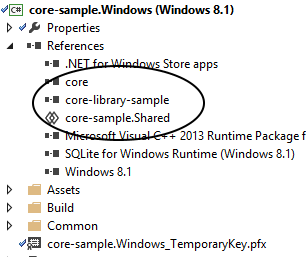 core-sample.Windows (Windows 8.1)
Properties
References
.NET for Windows Store apps
core
core-library-sample
core-sample.Shared
Microsoft Visual C++ 2013 Runtime Package f
SQLite for Windows Runtime (Windows 8.1)
Windows 8.1
Assets
Build
Common
core-sample.Windows_TemporaryKey.pfx